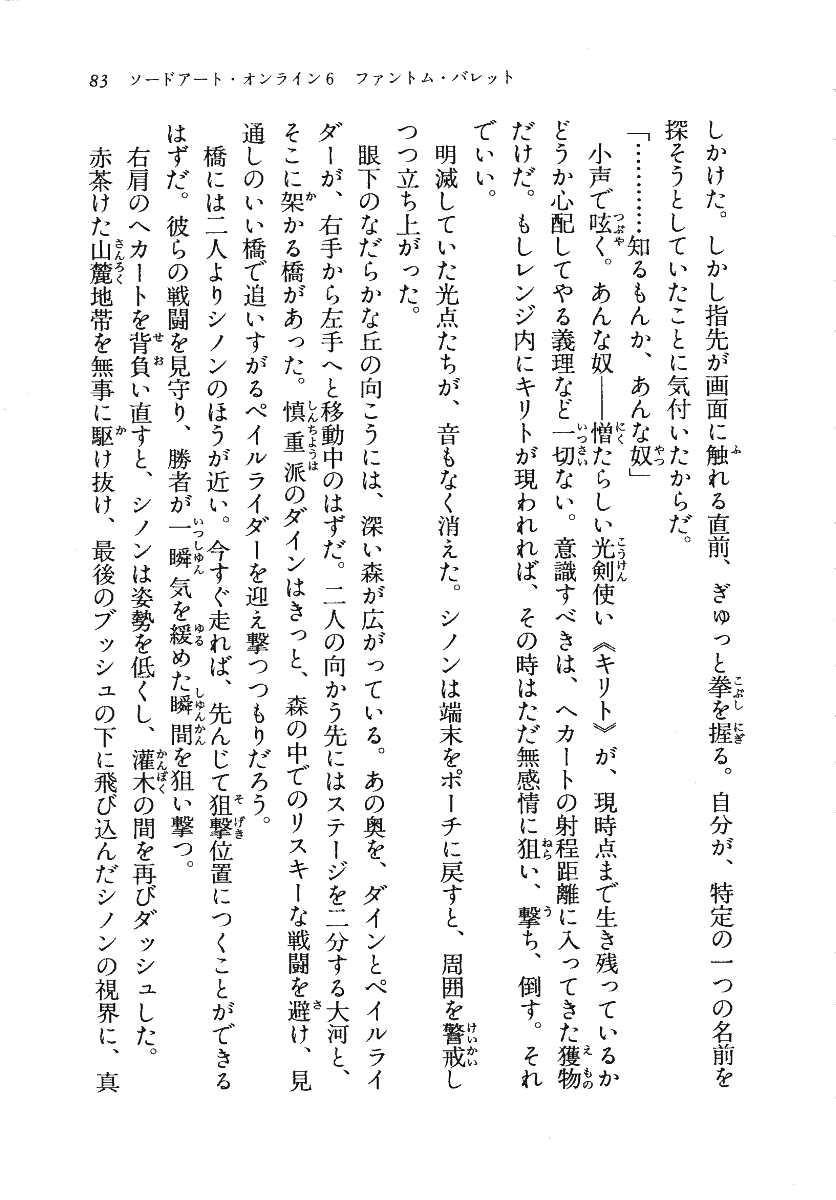 83　ソードアート・オンライン6　ファントム・バレット
しかけた。しかし指先が画面に触れる直前、ぎゅっと拳を握る。自分が、特定の一つの名前を
探そうとしていたことに気付いたからだ。
「…………知るもんか、あんな奴」
小声で呟く。あんな奴――憎たらしい光剣使い《キリト》が、現時点まで生き残っているか
どうか心配してやる義理など一切ない。意識すべきは、ヘカートの射程距離に入ってきた獲物
だけだ。もしレンジ内にキリトが現われれば、その時はただ無感情に狙い、撃ち、倒す。それ
でいい。
明滅していた光点たちが、音もなく消えた。シノンは端末をポーチに戻すと、周囲を警戒し
つつ立ち上がった。
眼下のなだらかな丘の向こうには、深い森が広がっている。あの奥を、ダインとペイルライ
ダーが、右手から左手へと移動中のはずだ。二人の向かう先にはステージを二分する大河と、
そこに架かる橋があった。慎重派のダインはきっと、森の中でのリスキーな戦闘を避け、見
通しのいい橋で追いすがるペイルライダーを迎え撃つつもりだろう。
橋には二人よりシノンのほうが近い。今すぐ走れば、先んじて狙撃位置につくことができる
はずだ。彼らの戦闘を見守り、勝者が一瞬気を緩めた瞬間を狙い撃つ。
右肩のヘカートを背負い直すと、シノンは姿勢を低くし、灌木の間を再びダッシュした。
赤茶けた山麓地帯を無事に駆け抜け、最後のブッシュの下に飛び込んだシノンの視界に、真